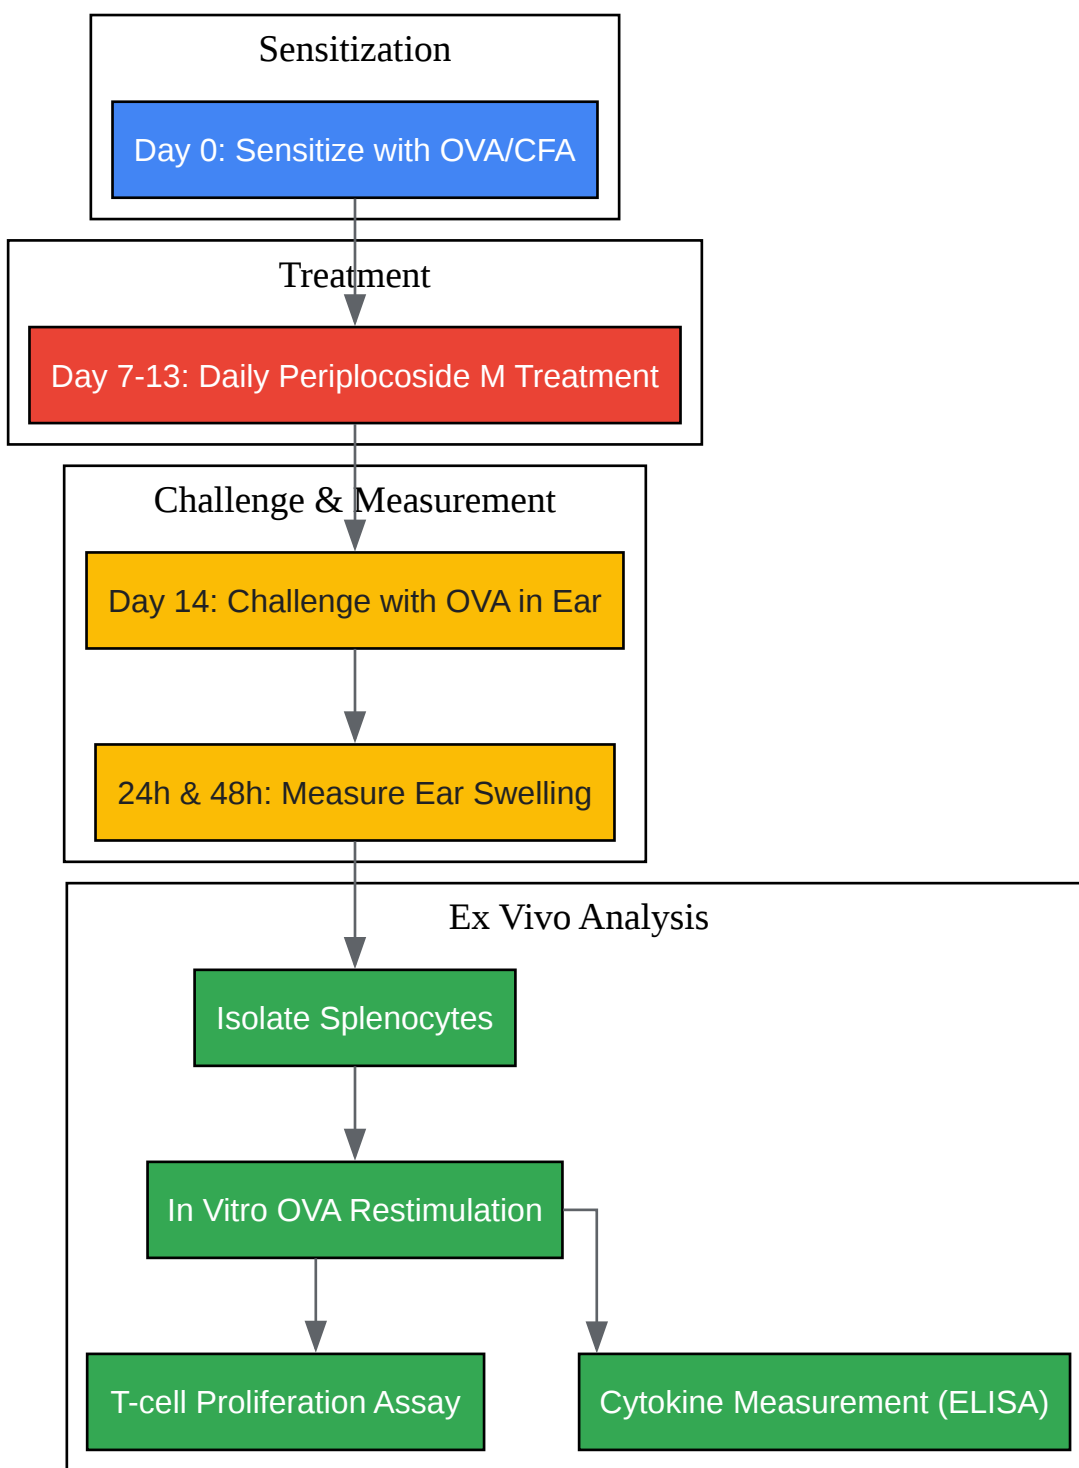 Sensitization
Day 0: Sensitize with OVA/CFA
Treatment
Day 7-13: Daily Periplocoside M Treatment
Challenge & Measurement
Day 14: Challenge with OVA in Ear
24h & 48h: Measure Ear Swelling
Ex Vivo Analysis
Isolate Splenocytes
In Vitro OVA Restimulation
T-cell Proliferation Assay
Cytokine Measurement (ELISA)